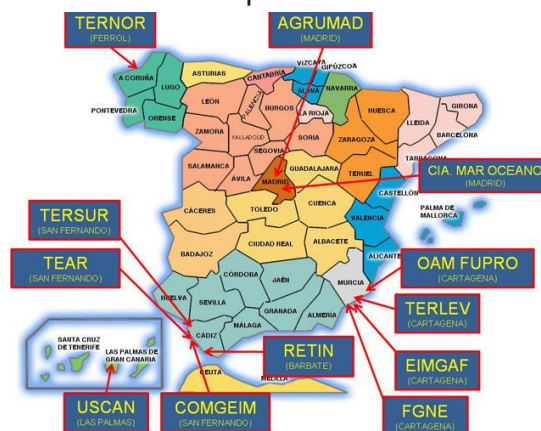 TERNOR
(FERROL)
AGRUMAD
(MADRID)
VIZCAYA
GIPÚZCOA
CANTABRIA
ASTURIAS
A CORUÑA
LUGO
ÁLAVA
NAVARRA
PONTEVEDRA
ORENSE
LEÓN
PALENCIA
BURGOS
LA RIOJA
HUESCA
LLEIDA
GIRONA
BARCELONA
ZAMORA
VALLADOLID
SORIA
ZARAGOZA
TARRAGONA
SEGOVIA
SALAMANCA
ÁVILA
MADRID
GUADALAJARA
TERUEL
CIA. MAR OCEANO
(MADRID)
CASTELLÓN
CÁCERES
TOLEDO
CUENCA
VALENCIA
PALMA DE
MALLORCA
TERSUR
(SAN FERNANDO)
BADAJOZ
CIUDAD REAL
ALBACETE
ALICANTE
TEAR
(SAN FERNANDO)
OAM FUPRO
(CARTAGENA)
CÓRDOBA
JAÉN
MURCIA
HUELVA
SEVILLA
GRANADA
ALMERÍA
TERLEV
(CARTAGENA)
CÁDIZ
MÁLAGA
SANTA CRUZ
DE TENERIFE
LAS PALMAS DE
GRAN CANARIA
RETIN
(BARBATE)
EIMGAF
(CARTAGENA)
CEUTA
MELILLA
USCAN
(LAS PALMAS)
COMGEIM
(SAN FERNANDO)
FGNE
(CARTAGENA)